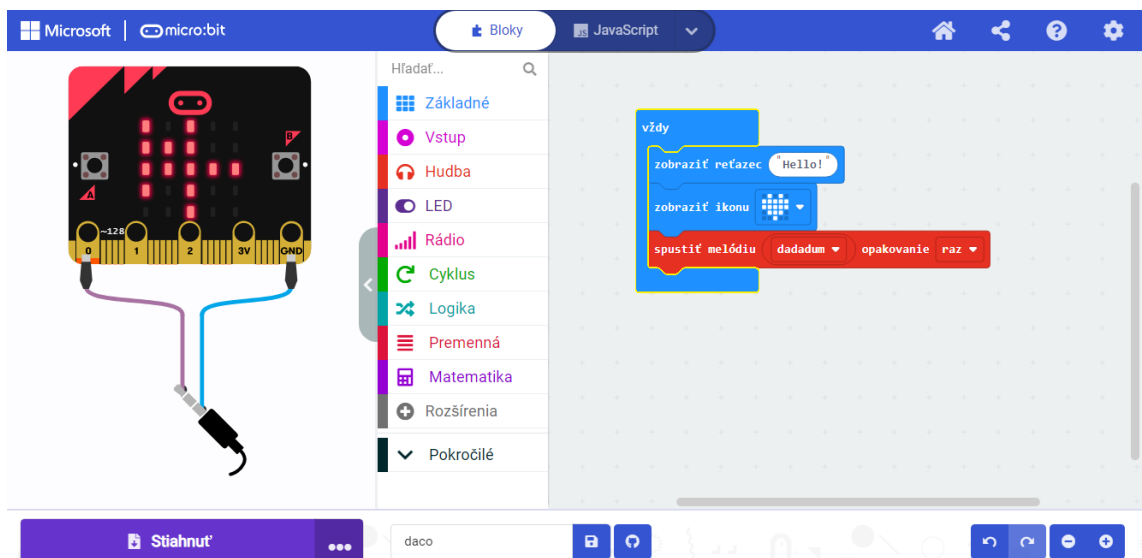 Microsoft micro:bit Bloky JS JavaScript
Hľadať...
Základné
Vstup
Hudba
LED
Rádio
Cyklus
Logika
Premenná
Matematika
Rozšírenia
Pokročilé
B
A
~128
0 1 2 3V GND
vždy
zobraziť reťazec "Hello!"
zobraziť ikonu
spustiť melódiu dadadum opakovanie raz
Stiahnuť ... daco